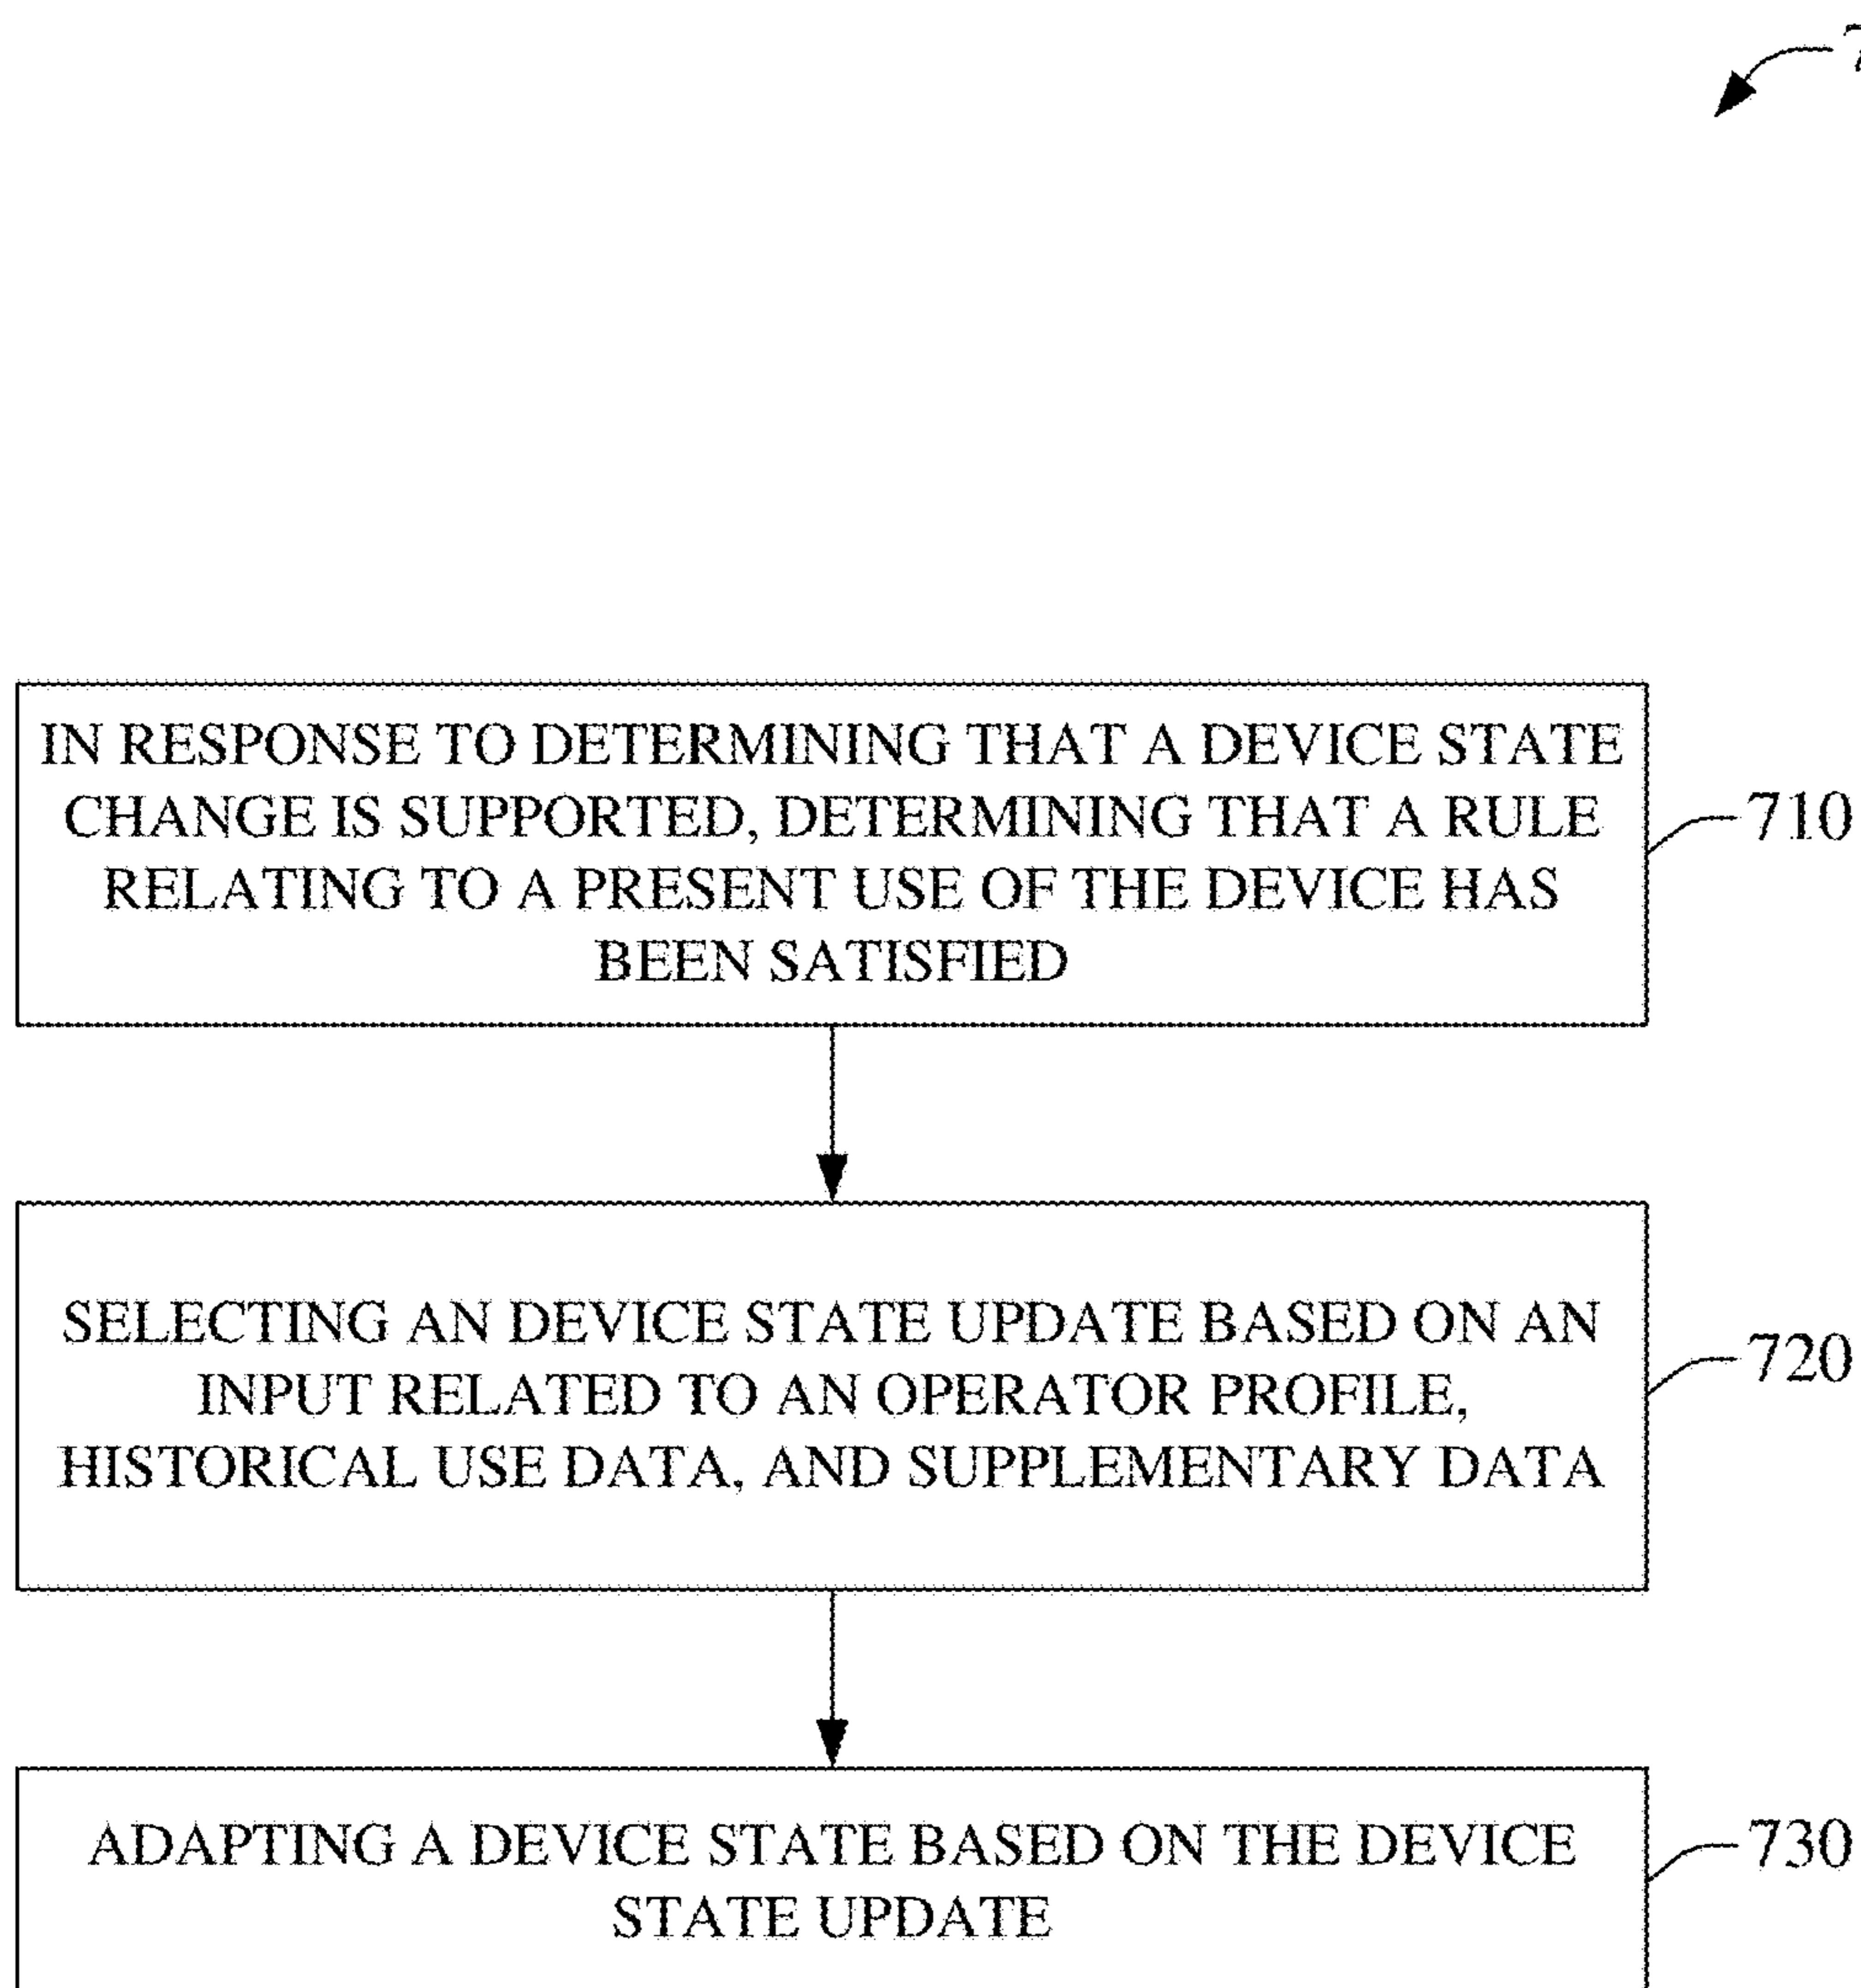 IN RESPONSE TO DETERMINING THAT A DEVICE STATE
CHANGE IS SUPPORTED, DETERMINING THAT A RULE
RELATING TO A PRESENT USE OF THE DEVICE HAS
BEEN SATISFIED
710
SELECTING AN DEVICE STATE UPDATE BASED ON AN
INPUT RELATED TO AN OPERATOR PROFILE,
HISTORICAL USE DATA, AND SUPPLEMENTARY DATA
720
ADAPTING A DEVICE STATE BASED ON THE DEVICE
STATE UPDATE
730